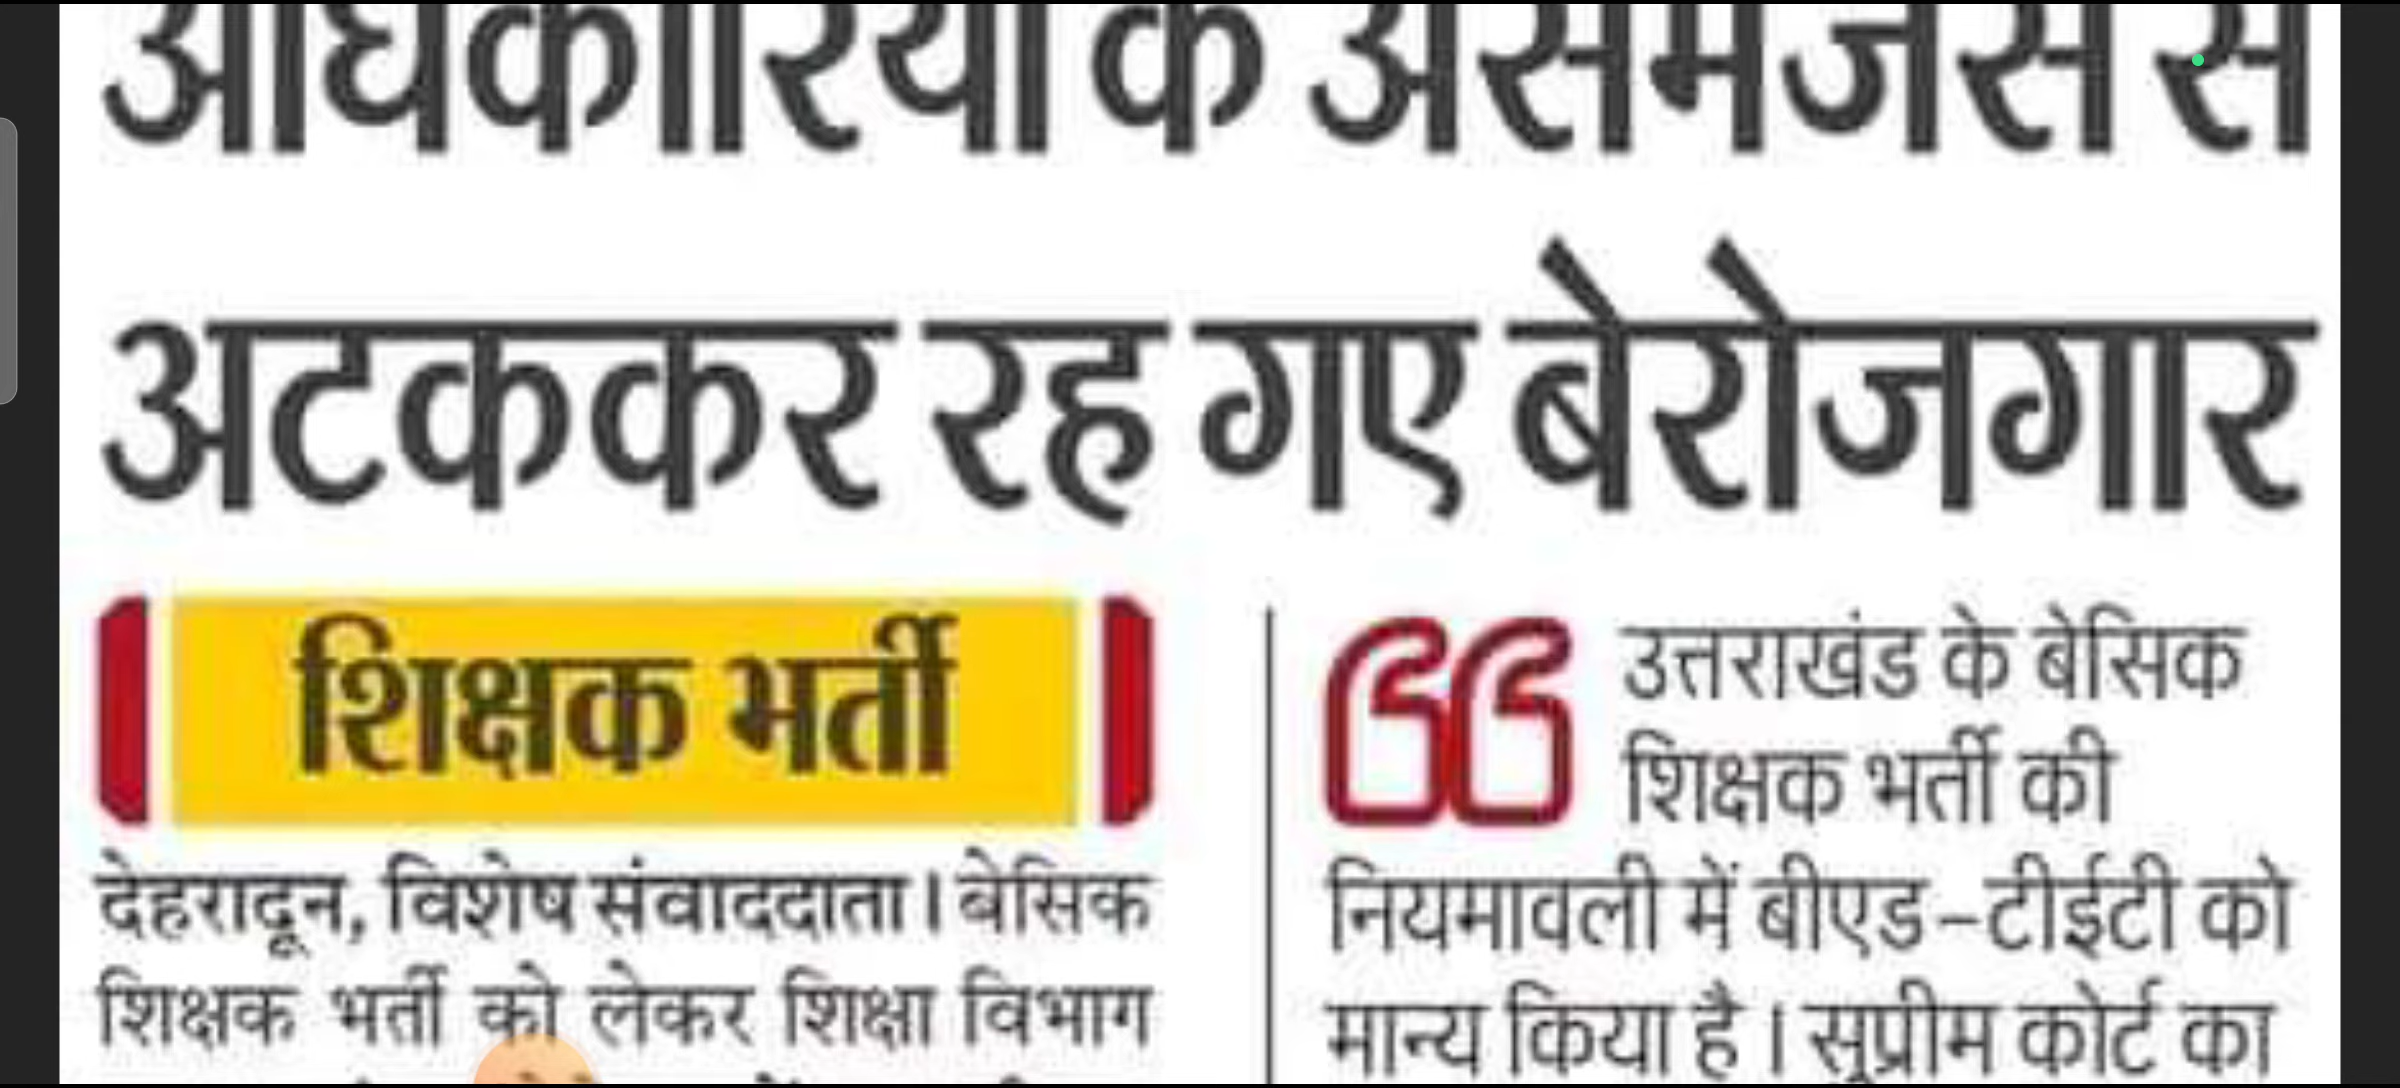 अधिकारियों के असमंजस से
अटककर रह गए बेरोजगार
शिक्षक भर्ती
देहरादून, विशेष संवाददाता। बेसिक
शिक्षक भर्ती को लेकर शिक्षा विभाग
उत्तराखंड के बेसिक
शिक्षक भर्ती की
नियमावली में बीएड-टीईटी को
मान्य किया है। सुप्रीम कोर्ट का